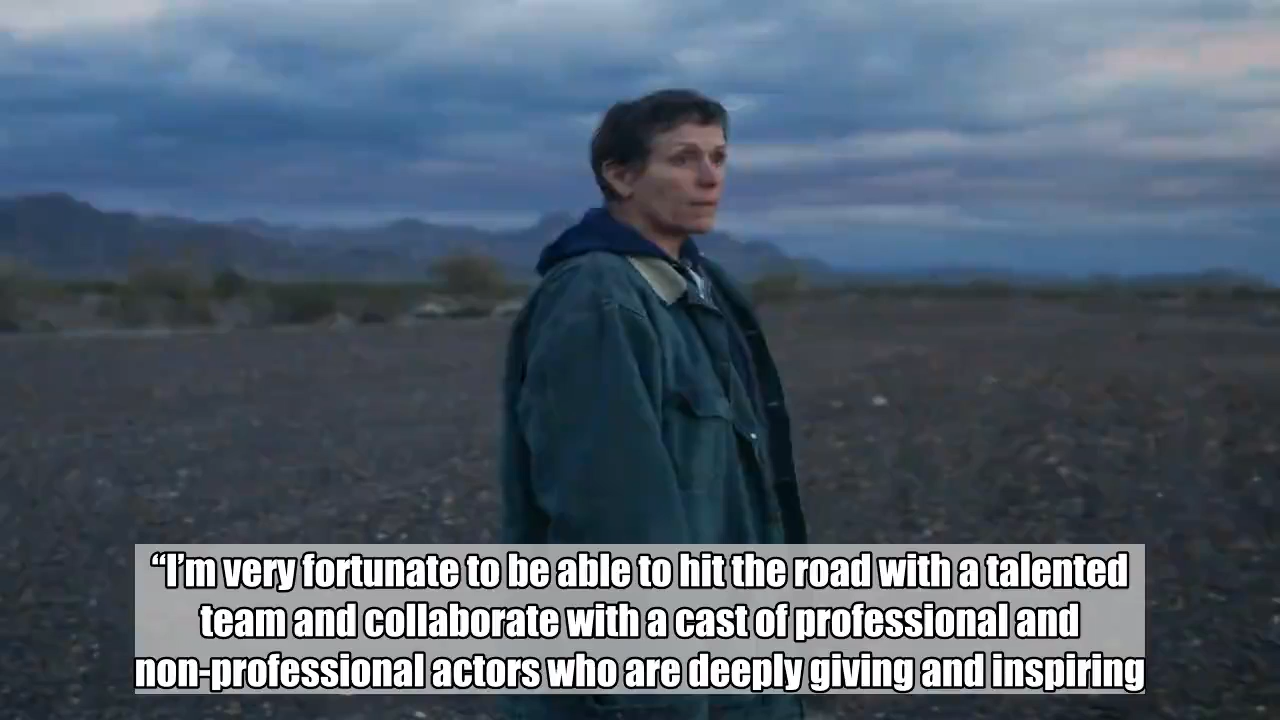 “I’m very fortunate to be able to hit the road with a talented
team and collaborate with a cast of professional and
non-professional actors who are deeply giving and inspiring